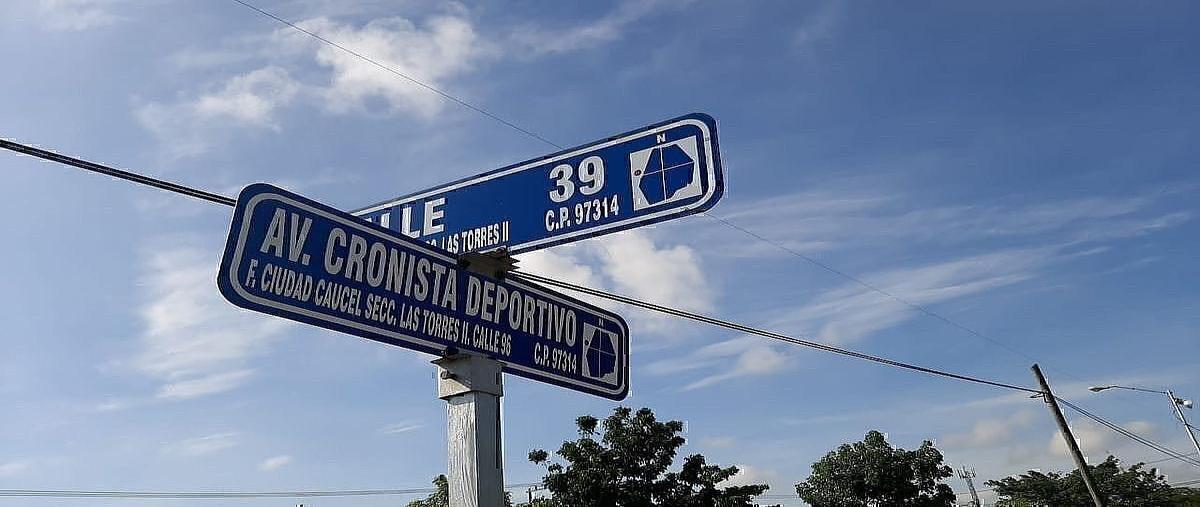 39
LLE
LAS TORRES II
C.P. 97314
N
AV. CRONISTA DEPORTIVO
F. CIUDAD CAUCEL SECC. LAS TORRES II. CALLE 96
C.P. 97314
N